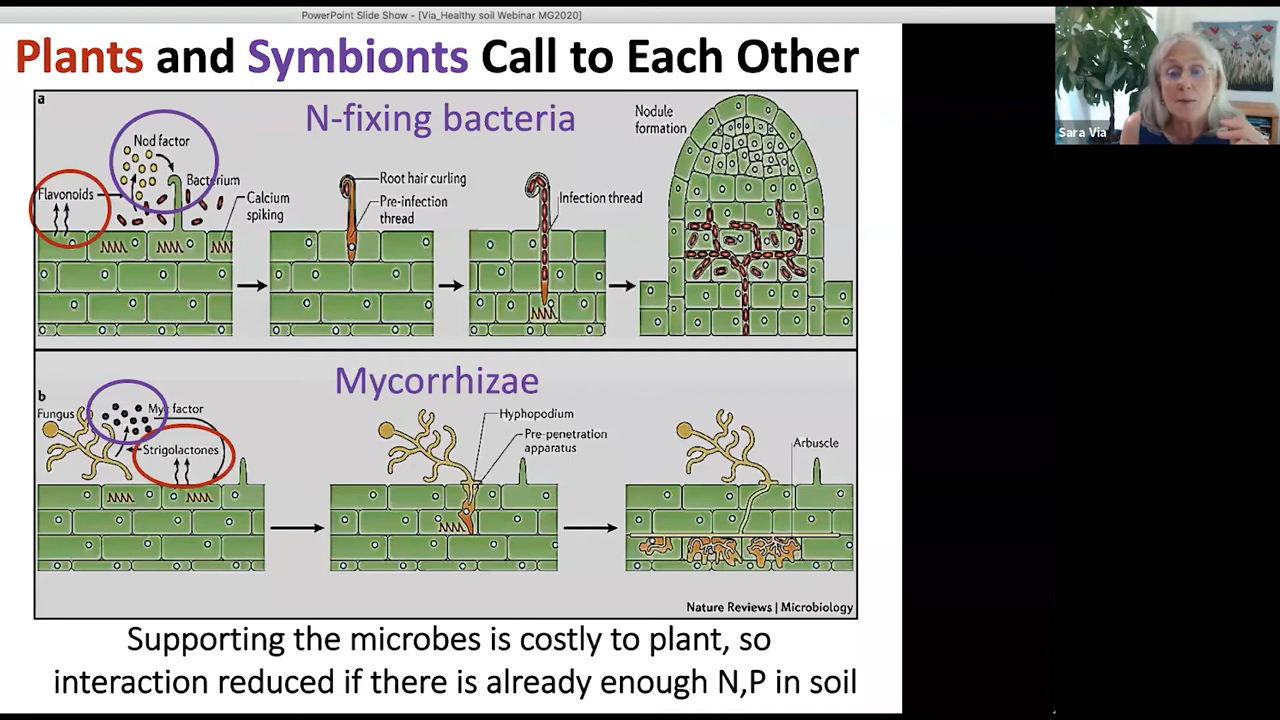 PowerPoint Slide Show - [Via_Healthy soil Webinar MG2020]
Plants and Symbionts Call to Each Other
Sara Via
a
N-fixing bacteria
Nod factor
Flavonoids
Bacterium
Calcium
spiking
Root hair curling
Pre-infection
thread
Infection thread
Nodule
formation
b
Mycorrhizae
Fungus
Myc factor
Strigolactones
Hyphopodium
Pre-penetration
apparatus
Arbuscle
Nature Reviews | Microbiology
Supporting the microbes is costly to plant, so
interaction reduced if there is already enough N,P in soil